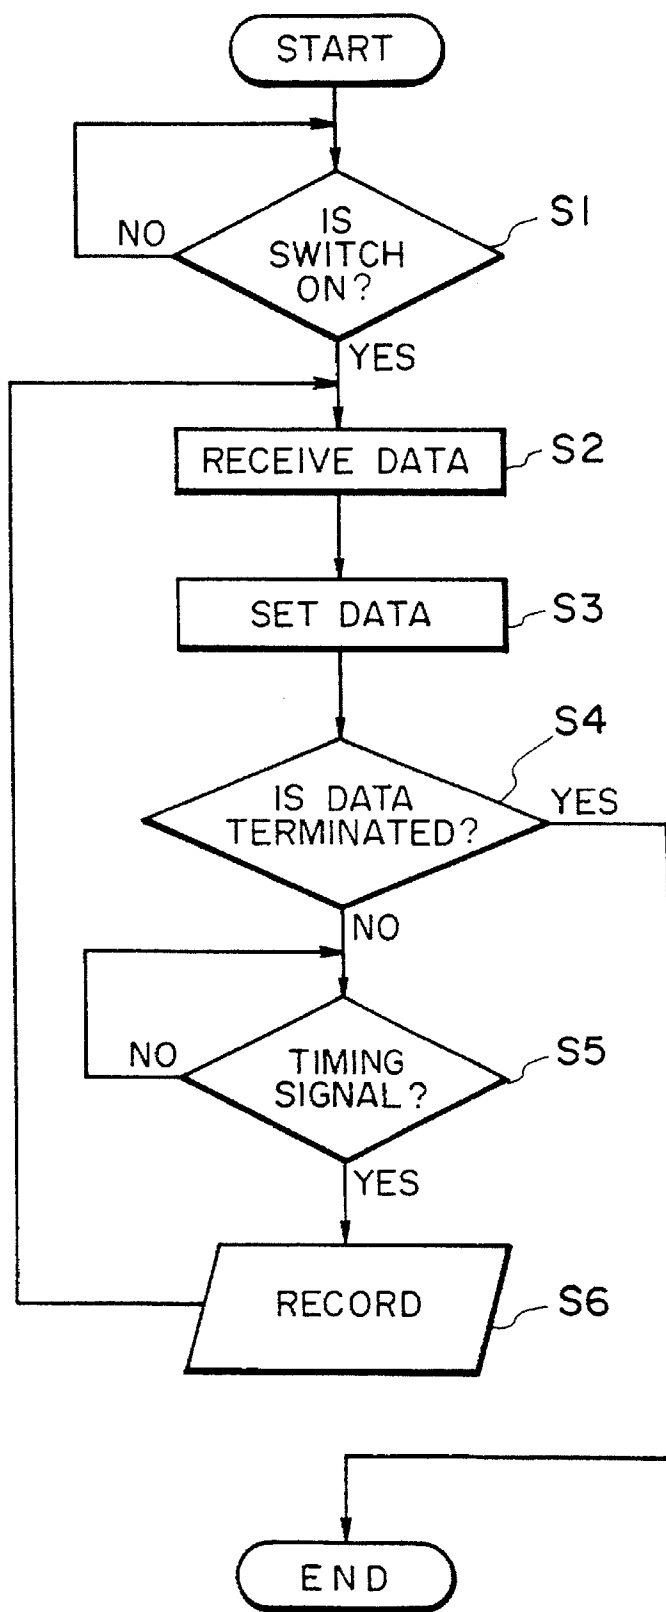 START
IS
SWITCH
ON?
S1
NO
YES
RECEIVE DATA
S2
SET DATA
S3
S4
IS DATA
TERMINATED?
YES
NO
TIMING
SIGNAL?
S5
NO
YES
RECORD
S6
END